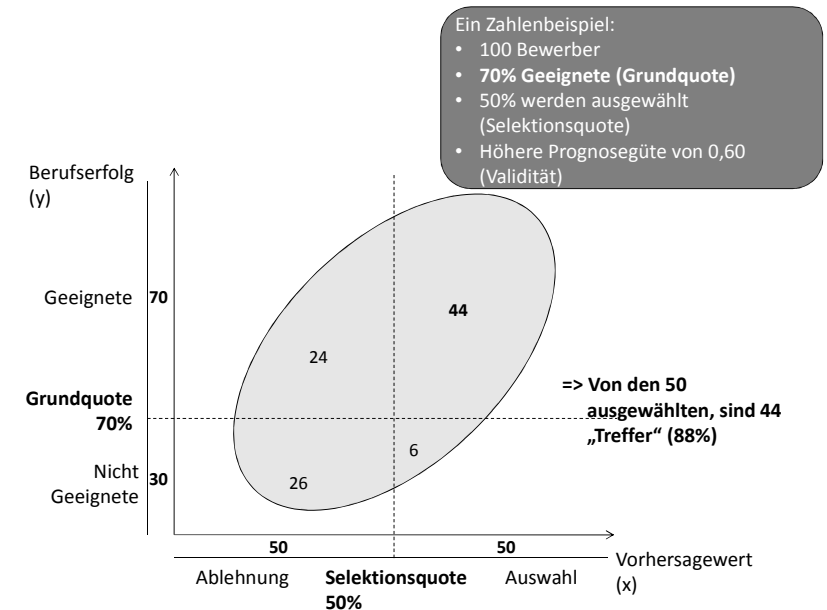 Ein Zahlenbeispiel:
• 100 Bewerber
• 70% Geeignete (Grundquote)
• 50% werden ausgewählt
(Selektionsquote)
• Höhere Prognosegüte von 0,60
(Validität)
Berufserfolg
(y)
Geeignete 70
44
24
=> Von den 50
ausgewählten, sind 44
„Treffer“ (88%)
Grundquote
70%
6
Nicht
Geeignete
30
26
50 50
Ablehnung Selektionsquote Auswahl
50%
Vorhersagewert
(x)